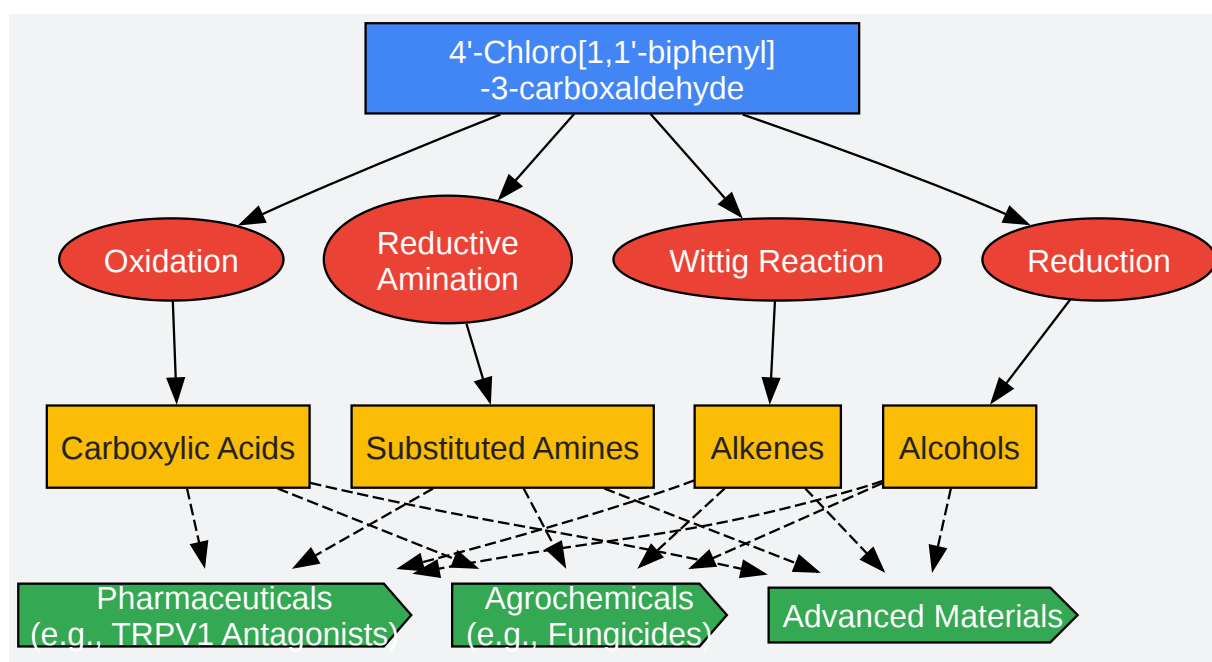 4'-Chloro[1,1'-biphenyl]
-3-carboxaldehyde
Oxidation
Reductive
Amination
Wittig Reaction
Reduction
Carboxylic Acids
Substituted Amines
Alkenes
Alcohols
Pharmaceuticals
(e.g., TRPV1 Antagonists)
Agrochemicals
(e.g., Fungicides)
Advanced Materials